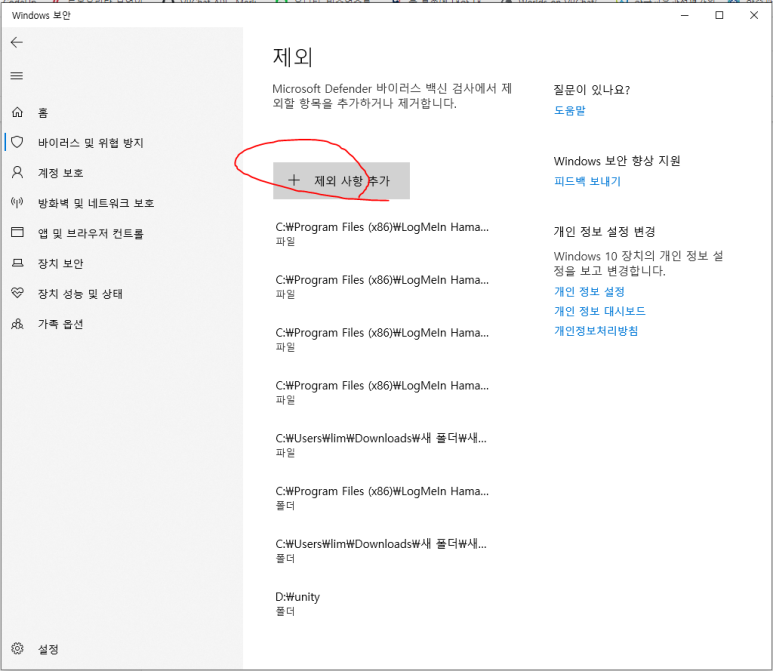 Windows 보안
홈
바이러스 및 위협 방지
계정 보호
방화벽 및 네트워크 보호
앱 및 브라우저 컨트롤
장치 보안
장치 성능 및 상태
가족 옵션
설정
제외
Microsoft Defender 바이러스 백신 검사에서 제
외할 항목을 추가하거나 제거합니다.
제외 사항 추가
C:₩Program Files (x86)₩LogMeIn Hama...
파일
C:₩Program Files (x86)₩LogMeIn Hama...
파일
C:₩Program Files (x86)₩LogMeIn Hama...
파일
C:₩Program Files (x86)₩LogMeIn Hama...
파일
C:₩Users₩lim₩Downloads₩새 폴더₩새...
파일
C:₩Program Files (x86)₩LogMeIn Hama...
폴더
C:₩Users₩lim₩Downloads₩새 폴더₩새...
폴더
D:₩unity
폴더
질문이 있나요?
도움말
Windows 보안 향상 지원
피드백 보내기
개인 정보 설정 변경
Windows 10 장치의 개인 정보 설
정을 보고 변경합니다.
개인 정보 설정
개인 정보 대시보드
개인정보처리방침